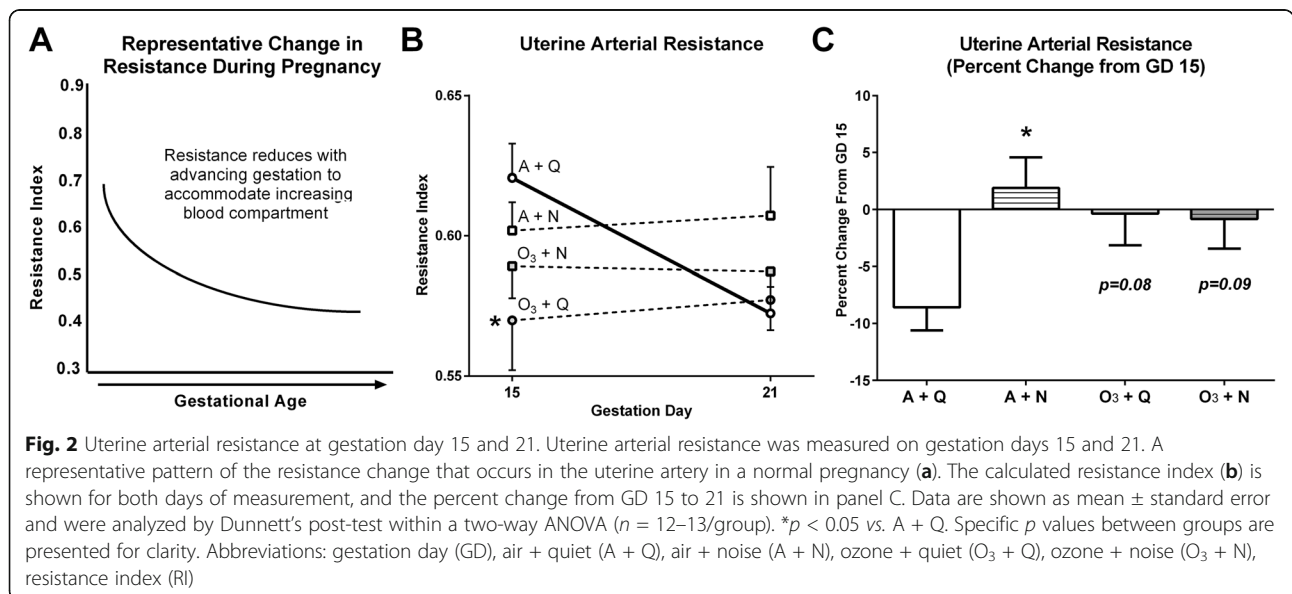 A
Representative Change in
Resistance During Pregnancy
Resistance Index
0.9
0.8
0.7
0.6
0.5
0.4
0.3
Resistance reduces with
advancing gestation to
accommodate increasing
blood compartment
Gestational Age
B
Uterine Arterial Resistance
Resistance Index
0.65
0.60
0.55
A + Q
A + N
O₃ + N
O₃ + Q
*
15
21
Gestation Day
C
Uterine Arterial Resistance
(Percent Change from GD 15)
Percent Change From GD 15
10
5
0
-5
-10
-15
*
p=0.08
p=0.09
A + Q
A + N
O₃ + Q
O₃ + N
Fig. 2 Uterine arterial resistance at gestation day 15 and 21. Uterine arterial resistance was measured on gestation days 15 and 21. A
representative pattern of the resistance change that occurs in the uterine artery in a normal pregnancy (a). The calculated resistance index (b) is
shown for both days of measurement, and the percent change from GD 15 to 21 is shown in panel C. Data are shown as mean ± standard error
and were analyzed by Dunnett's post-test within a two-way ANOVA (n = 12–13/group). *p < 0.05 vs. A + Q. Specific p values between groups are
presented for clarity. Abbreviations: gestation day (GD), air + quiet (A + Q), air + noise (A + N), ozone + quiet (O₃ + Q), ozone + noise (O₃ + N),
resistance index (RI)